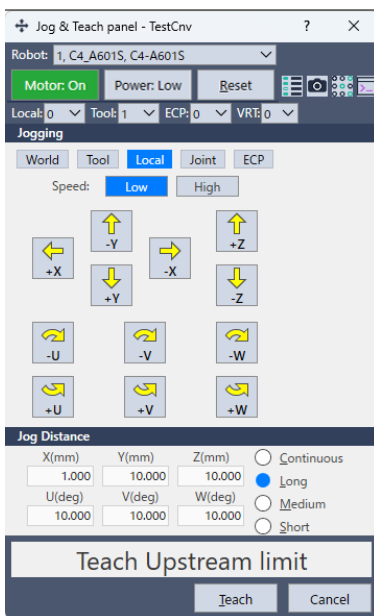 Jog & Teach panel - TestCnv ? ×
Robot: 1, C4_A601S, C4-A601S
Motor: On Power: Low Reset
Local: 0 Tool: 1 ECP: 0 VRT: 0
Jogging
World Tool Local Joint ECP
Speed: Low High
-Y +Z
+X -X
+Y -Z
-U -V -W
+U +V +W
Jog Distance
X(mm) Y(mm) Z(mm) Continuous
1.000 10.000 10.000 Long
U(deg) V(deg) W(deg) Medium
10.000 10.000 10.000 Short
Teach Upstream limit
Teach Cancel